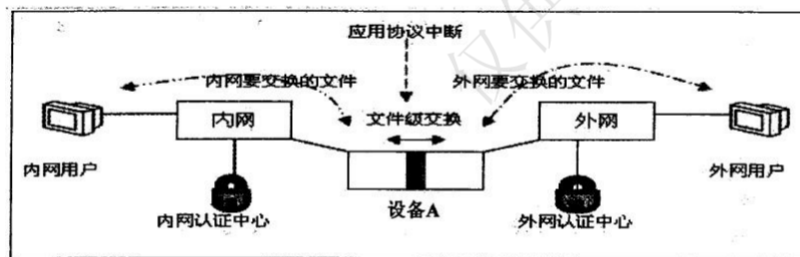 应用协议中断
内网要交换的文件
外网要交换的文件
内网
文件级交换
外网
内网用户
外网用户
内网认证中心
设备A
外网认证中心
仅供